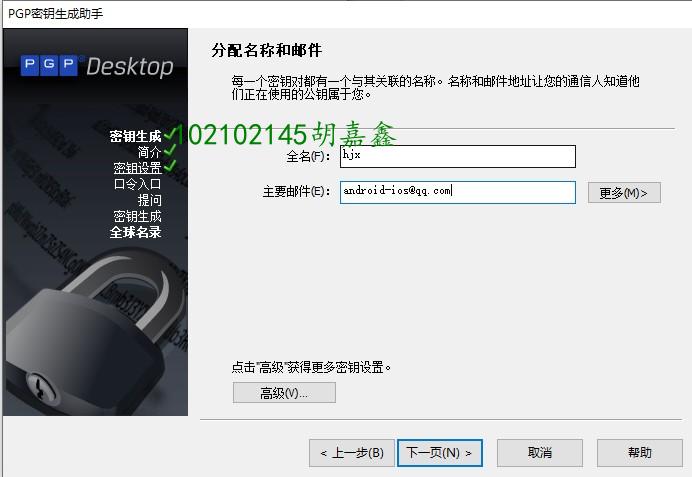 PGP密钥生成助手
PGP Desktop
密钥生成
简介
密钥设置
口令入口
提问
密钥生成
全球名录
分配名称和邮件
每一个密钥对都有一个与其关联的名称。名称和邮件地址让您的通信人知道他
们正在使用的公钥属于您。
102102145胡嘉鑫
全名(F)： hjx
主要邮件(E)： android-ios@qq.com 更多(M)>
点击"高级"获得更多密钥设置。
高级(V)...
< 上一步(B) 下一页(N) > 取消 帮助